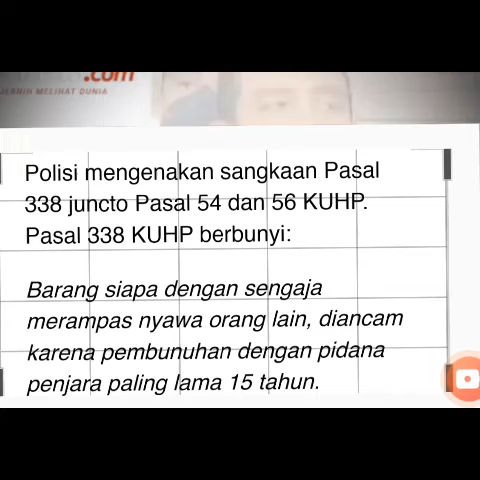 .com
JERNIH MELIHAT DUNIA
Polisi mengenakan sangkaan Pasal
338 juncto Pasal 54 dan 56 KUHP.
Pasal 338 KUHP berbunyi:
Barang siapa dengan sengaja
merampas nyawa orang lain, diancam
karena pembunuhan dengan pidana
penjara paling lama 15 tahun.